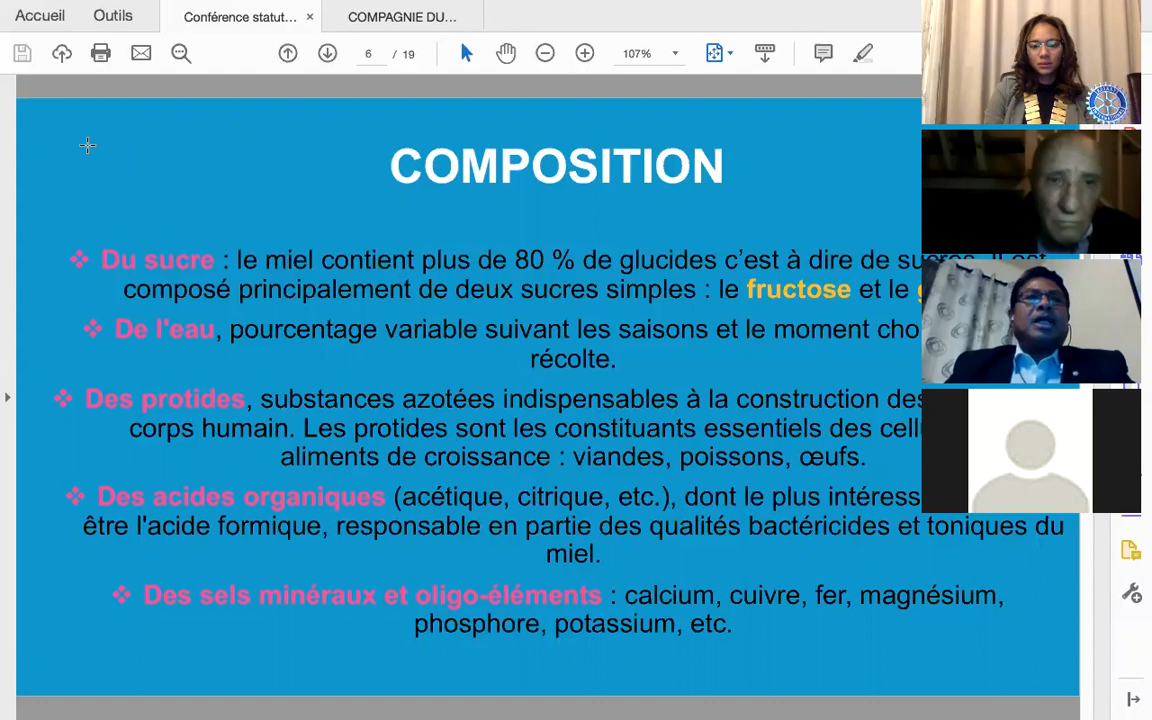 Accueil
Outils
Conférence statut... ×
COMPAGNIE DU...
6 / 19
107%
COMPOSITION
❖ Du sucre : le miel contient plus de 80 % de glucides c’est à dire de sucres. Il est
composé principalement de deux sucres simples : le fructose et le
❖ De l'eau, pourcentage variable suivant les saisons et le moment
récolte.
❖ Des protides, substances azotées indispensables à la construction
corps humain. Les protides sont les constituants essentiels des
aliments de croissance : viandes, poissons, œufs.
❖ Des acides organiques (acétique, citrique, etc.), dont le plus
être l'acide formique, responsable en partie des qualités bactéricides et toniques du
miel.
❖ Des sels minéraux et oligo-éléments : calcium, cuivre, fer, magnésium,
phosphore, potassium, etc.